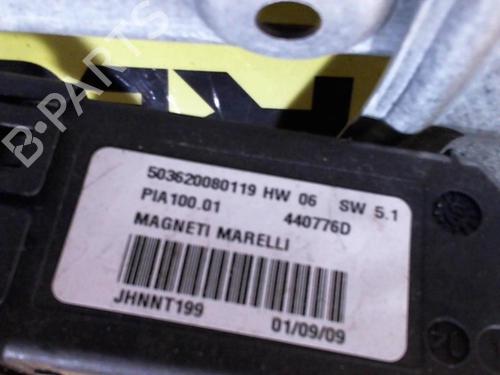 B-PARTS
503620080119 HW 06 SW 5.1
PIA100.01 440776D
MAGNETI MARELLI
JHNNT199 01/09/09